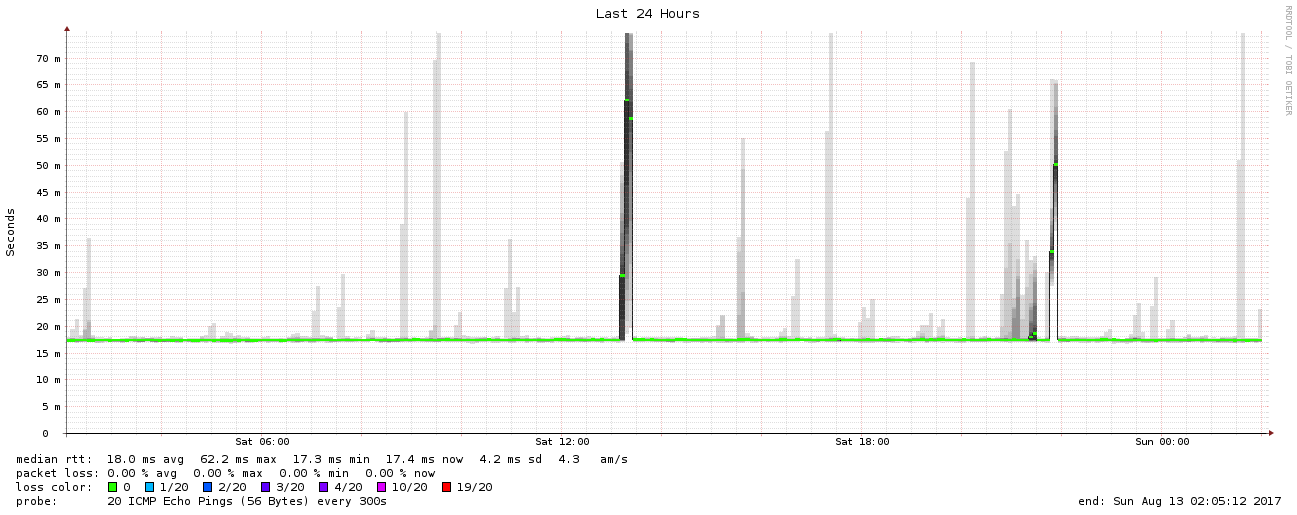 Last 24 Hours
RRDTOOL / TOBI OETIKER
Seconds
70 m
65 m
60 m
55 m
50 m
45 m
40 m
35 m
30 m
25 m
20 m
15 m
10 m
5 m
0
Sat 06:00 Sat 12:00 Sat 18:00 Sun 00:00
median rtt: 18.0 ms avg 62.2 ms max 17.3 ms min 17.4 ms now 4.2 ms sd 4.3 am/s
packet loss: 0.00 % avg 0.00 % max 0.00 % min 0.00 % now
loss color: 0 1/20 2/20 3/20 4/20 10/20 19/20
probe: 20 ICMP Echo Pings (56 Bytes) every 300s end: Sun Aug 13 02:05:12 2017